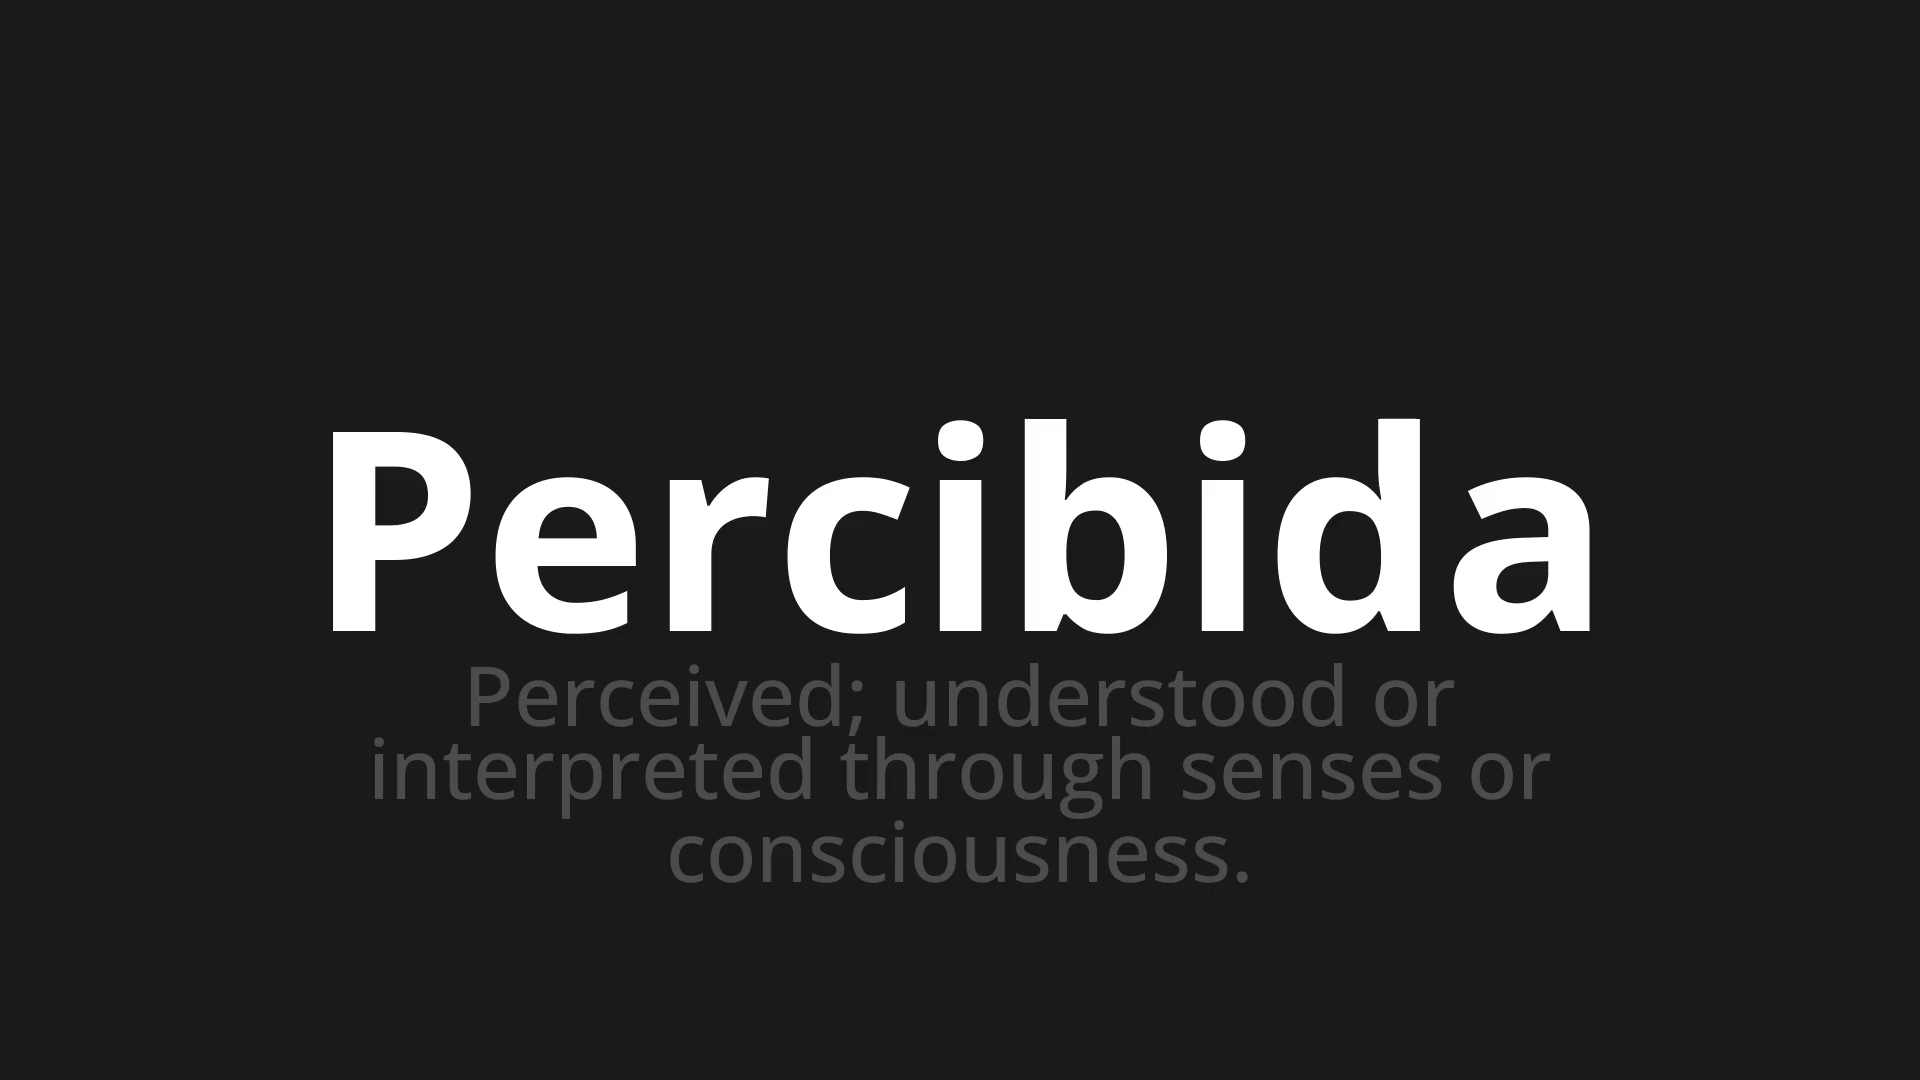 Percibida
Perceived; understood or
interpreted through senses or
consciousness.